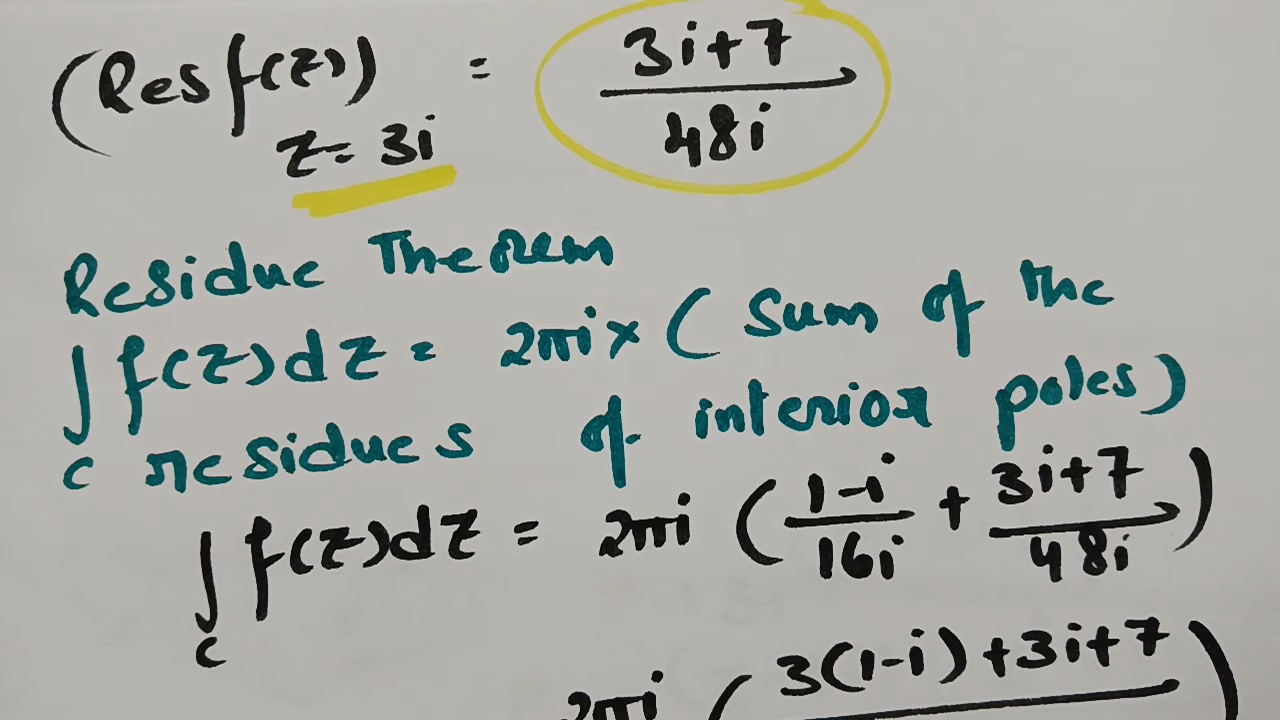 (Res f(z)) = 3i+7 / 48i
z=3i
Residue Theorem
∫ f(z)dz = 2πi × ( Sum of the
c residues of interior poles)
∫ f(z)dz = 2πi ( 1-i / 16i + 3i+7 / 48i )
c
2πi ( 3(1-i)+3i+7 )